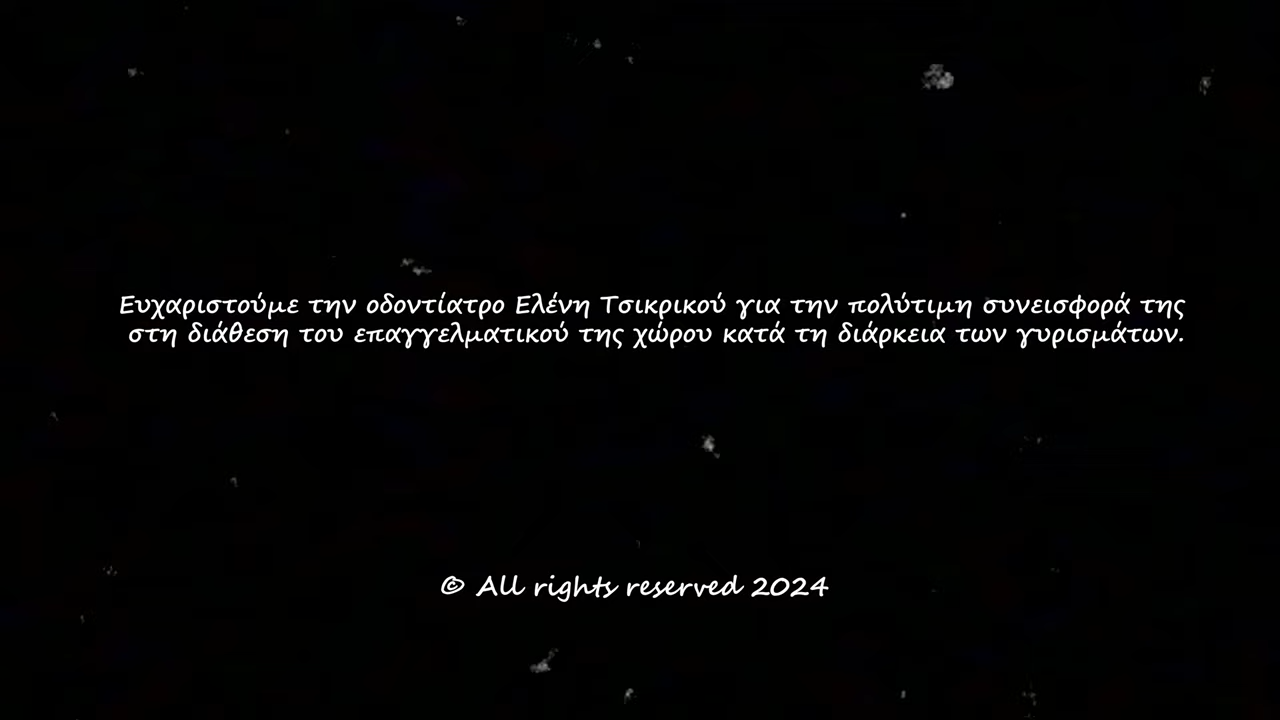 Ευχαριστούμε την οδοντίατρο Ελένη Τσικρικού για την πολύτιμη συνεισφορά της
στη διάθεση του επαγγελματικού της χώρου κατά τη διάρκεια των γυρισμάτων.
© All rights reserved 2024